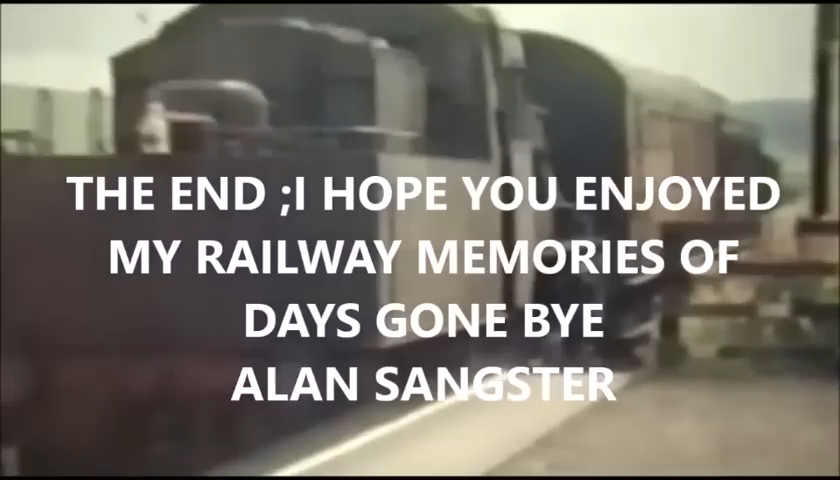 THE END ;I HOPE YOU ENJOYED
MY RAILWAY MEMORIES OF
DAYS GONE BYE
ALAN SANGSTER